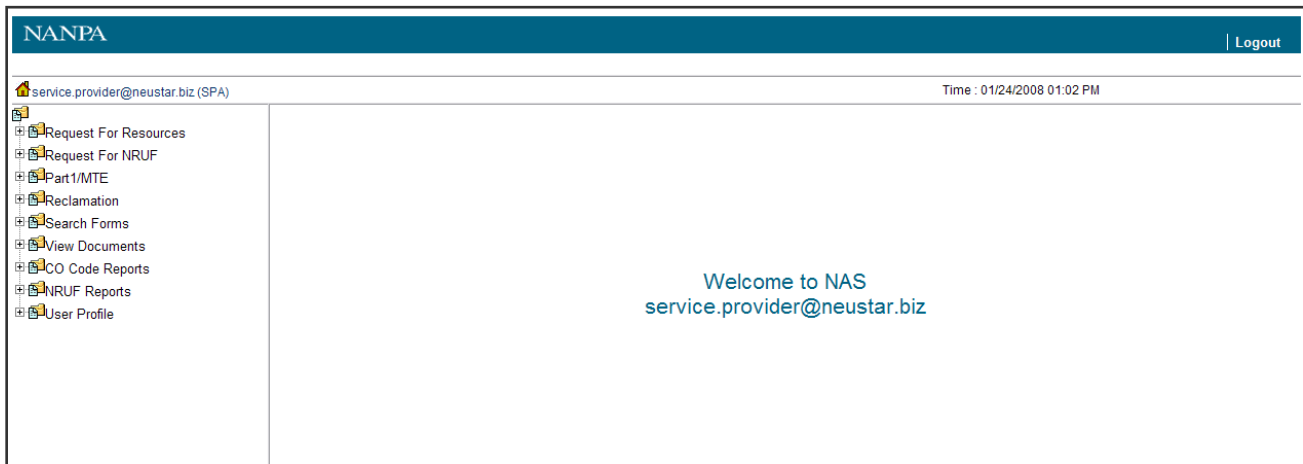 NANPA
Logout
service.provider@neustar.biz (SPA)
Time : 01/24/2008 01:02 PM
Request For Resources
Request For NRUF
Part1/MTE
Reclamation
Search Forms
View Documents
CO Code Reports
NRUF Reports
User Profile
Welcome to NAS
service.provider@neustar.biz